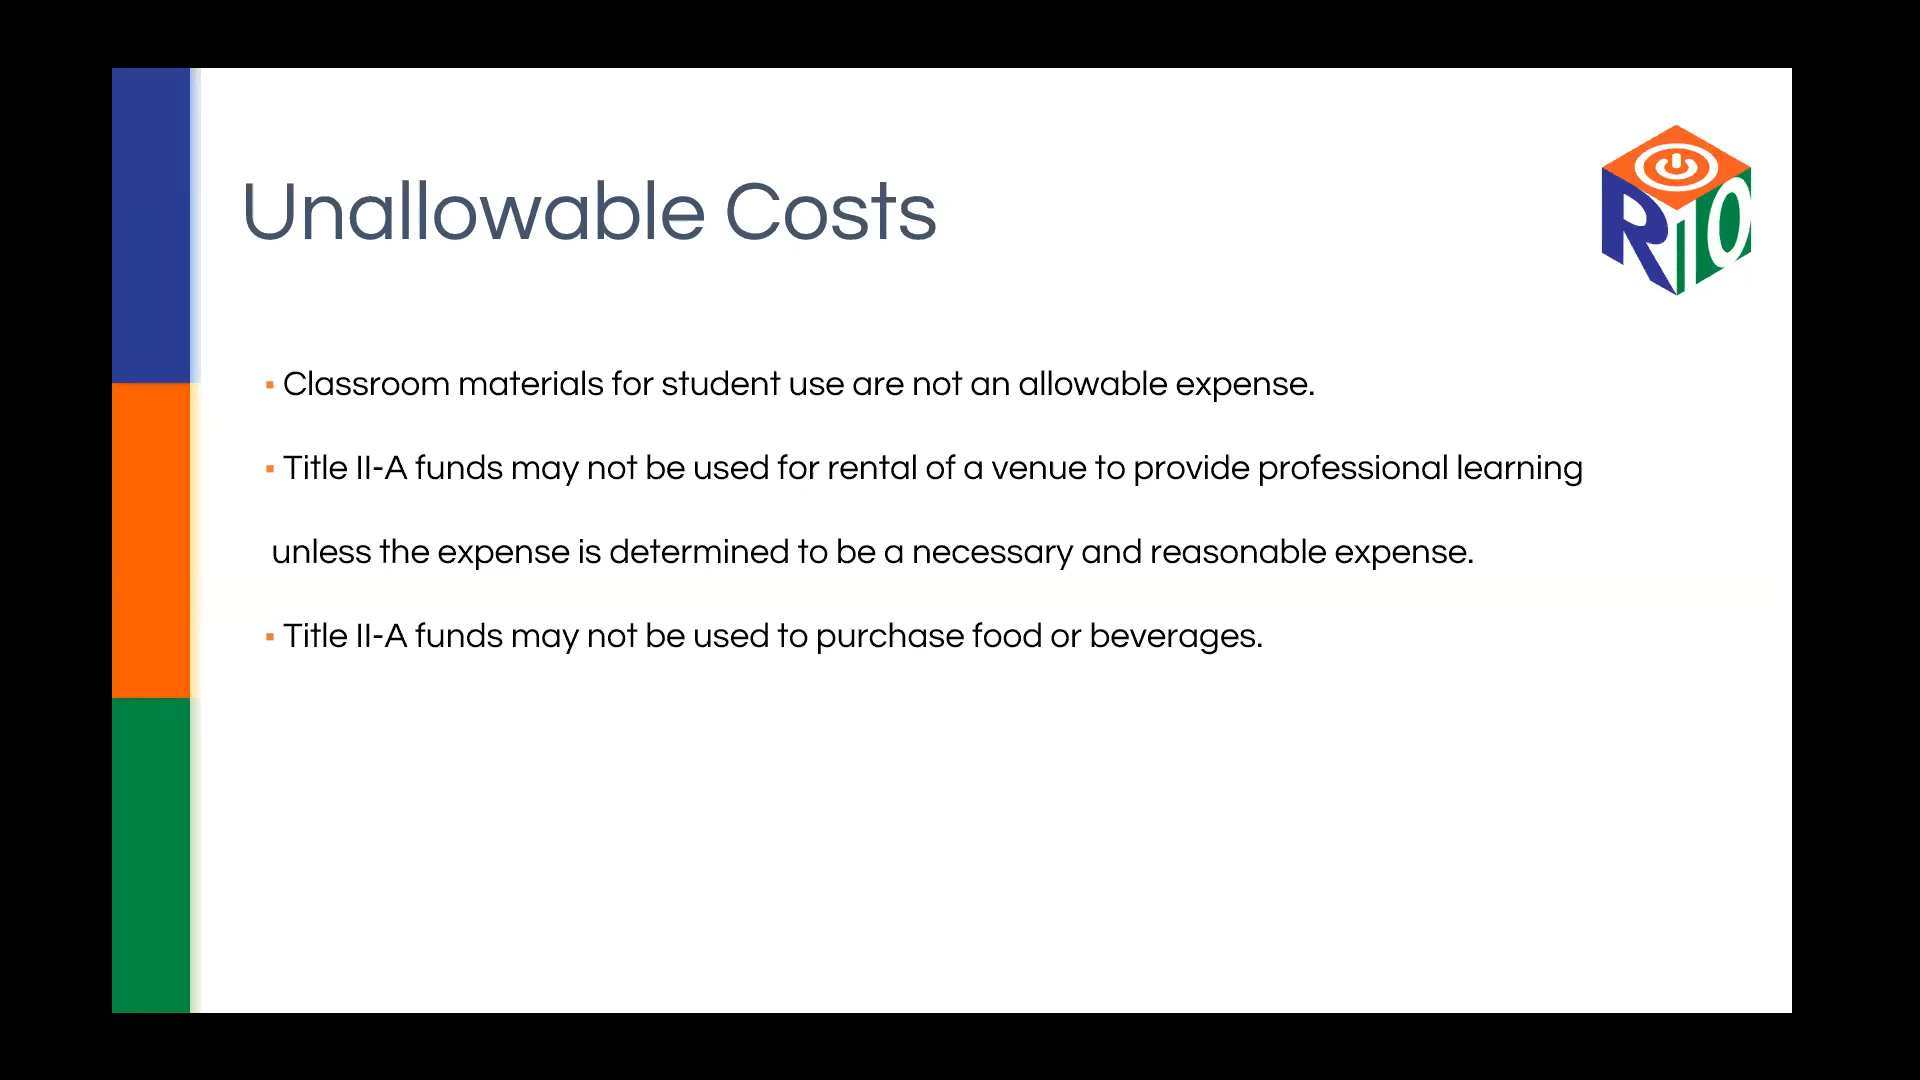 Unallowable Costs
R10
▪ Classroom materials for student use are not an allowable expense.
▪ Title II-A funds may not be used for rental of a venue to provide professional learning
unless the expense is determined to be a necessary and reasonable expense.
▪ Title II-A funds may not be used to purchase food or beverages.